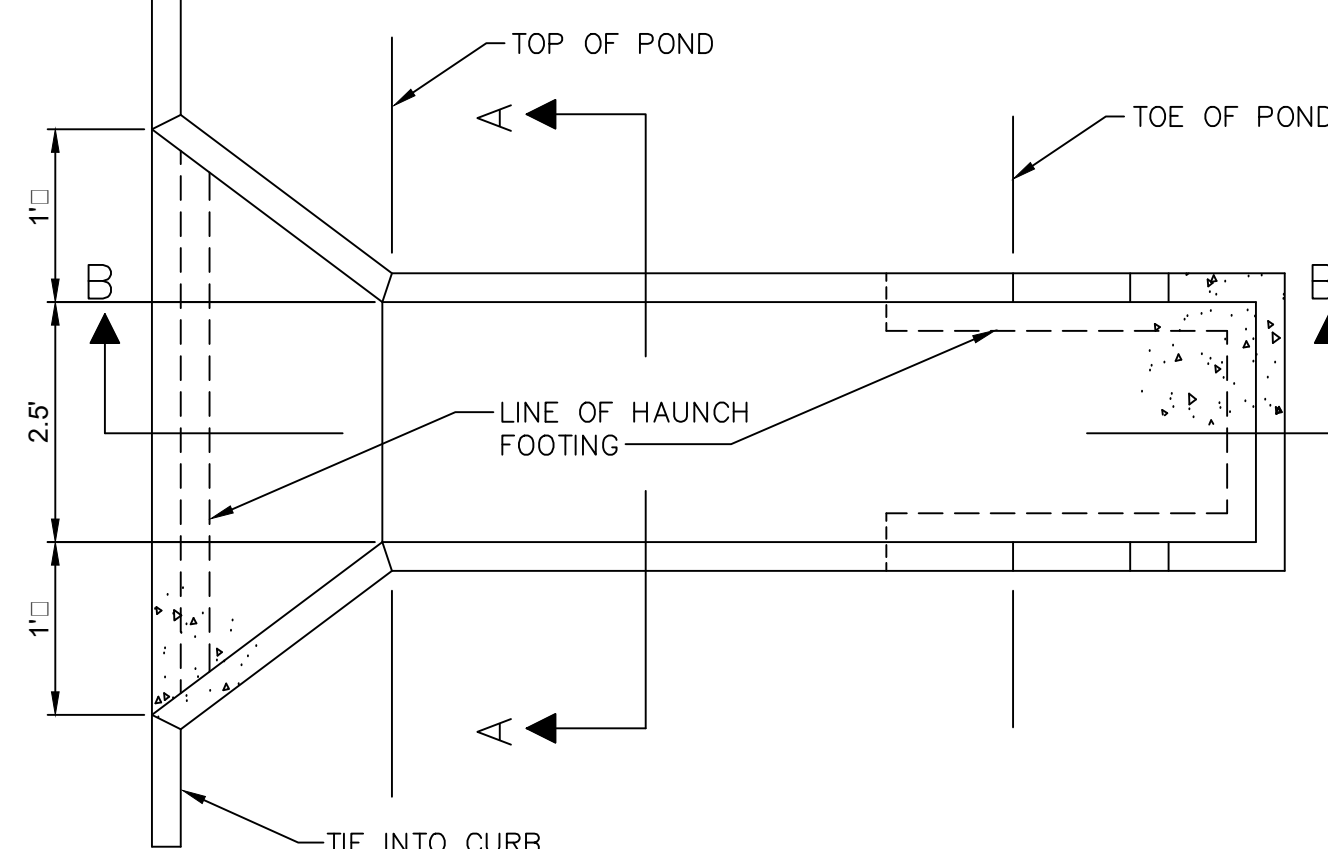 TOP OF POND
A
TOE OF POND
1'□
B
B
2.5'
LINE OF HAUNCH
FOOTING
1'□
A
TIE INTO CURB